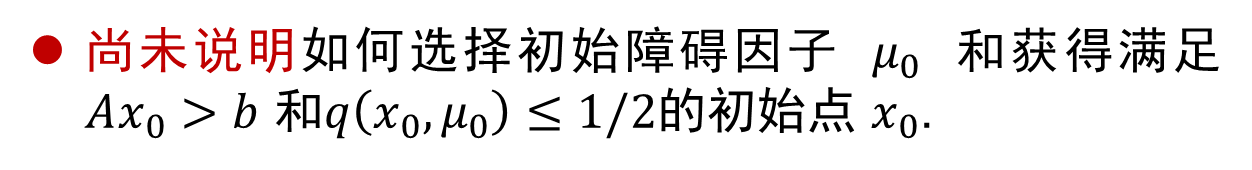 ● 尚未说明如何选择初始障碍因子 μ₀ 和获得满足
Ax₀ > b 和q(x₀, μ₀) ≤ 1/2的初始点 x₀.